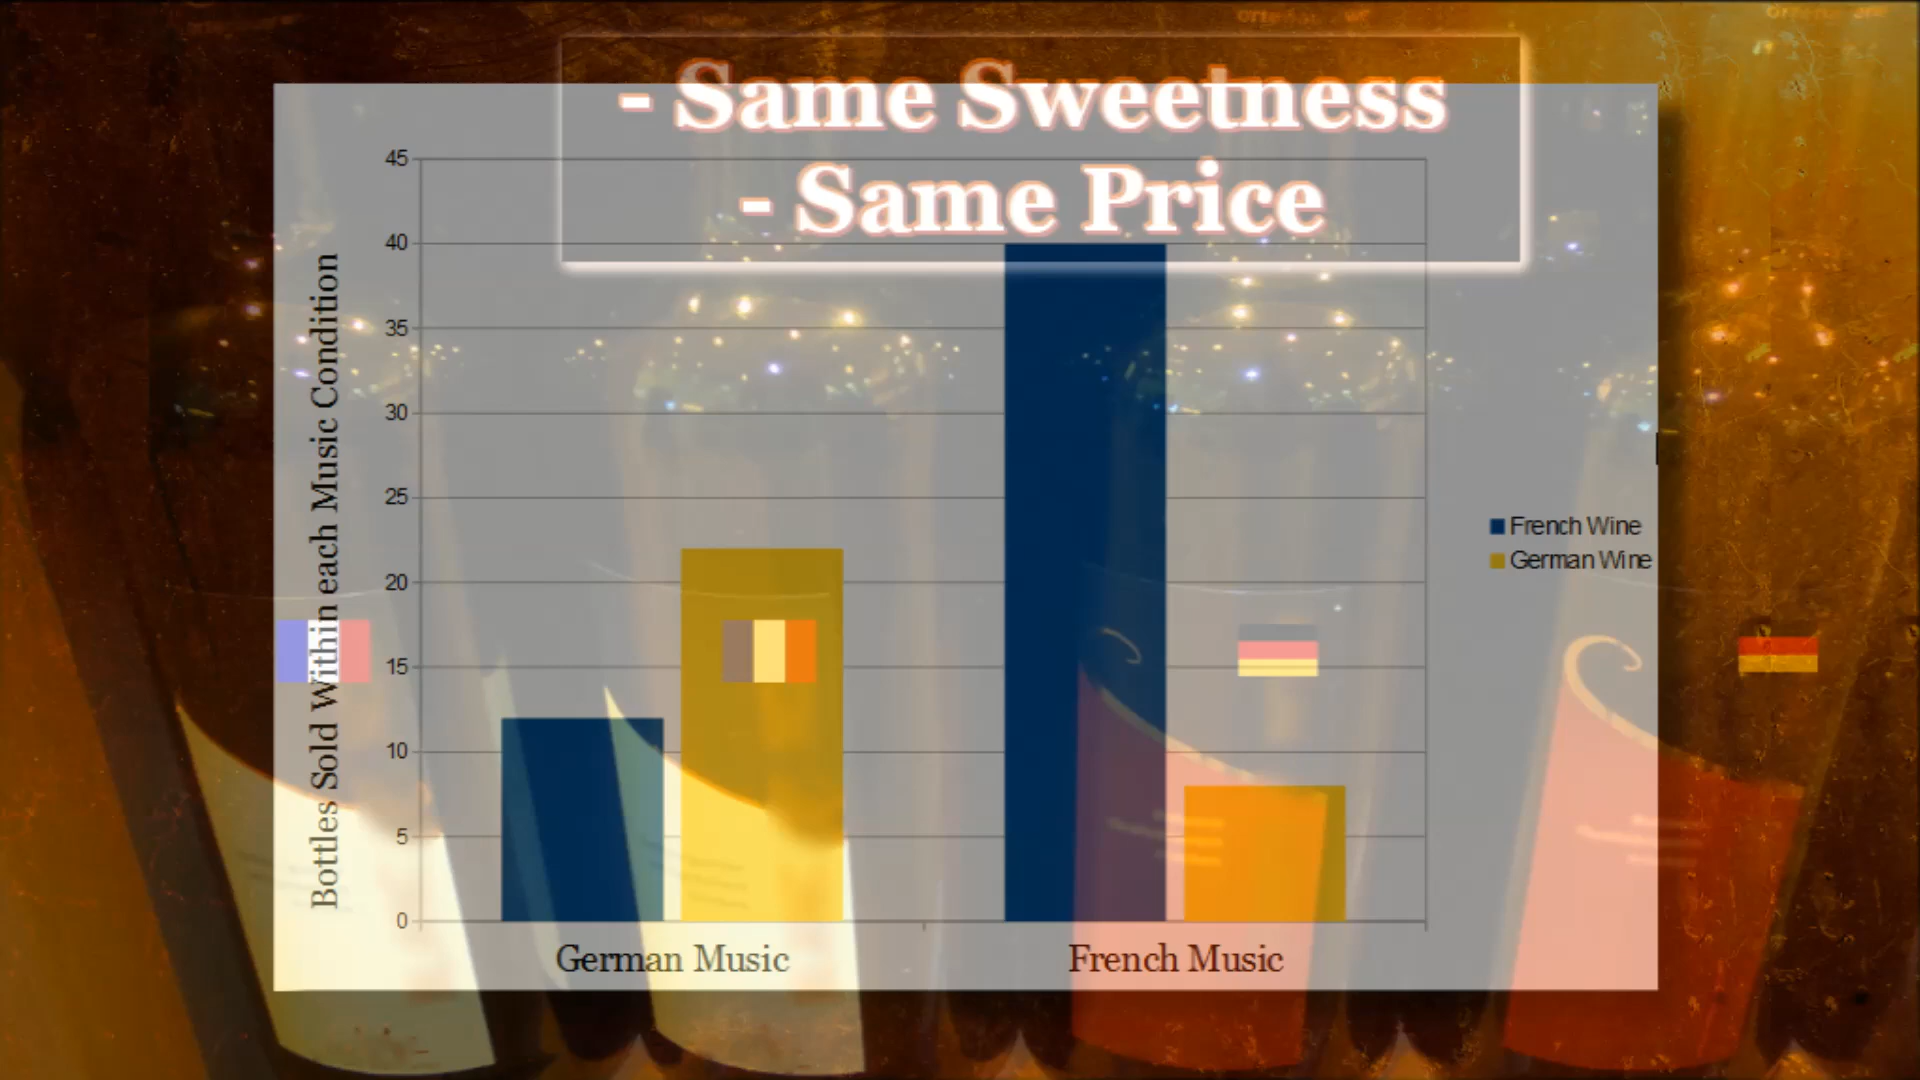 - Same Sweetness
- Same Price
Bottles Sold Within each Music Condition
45
40
35
30
25
20
15
10
5
0
French Wine
German Wine
German Music
French Music